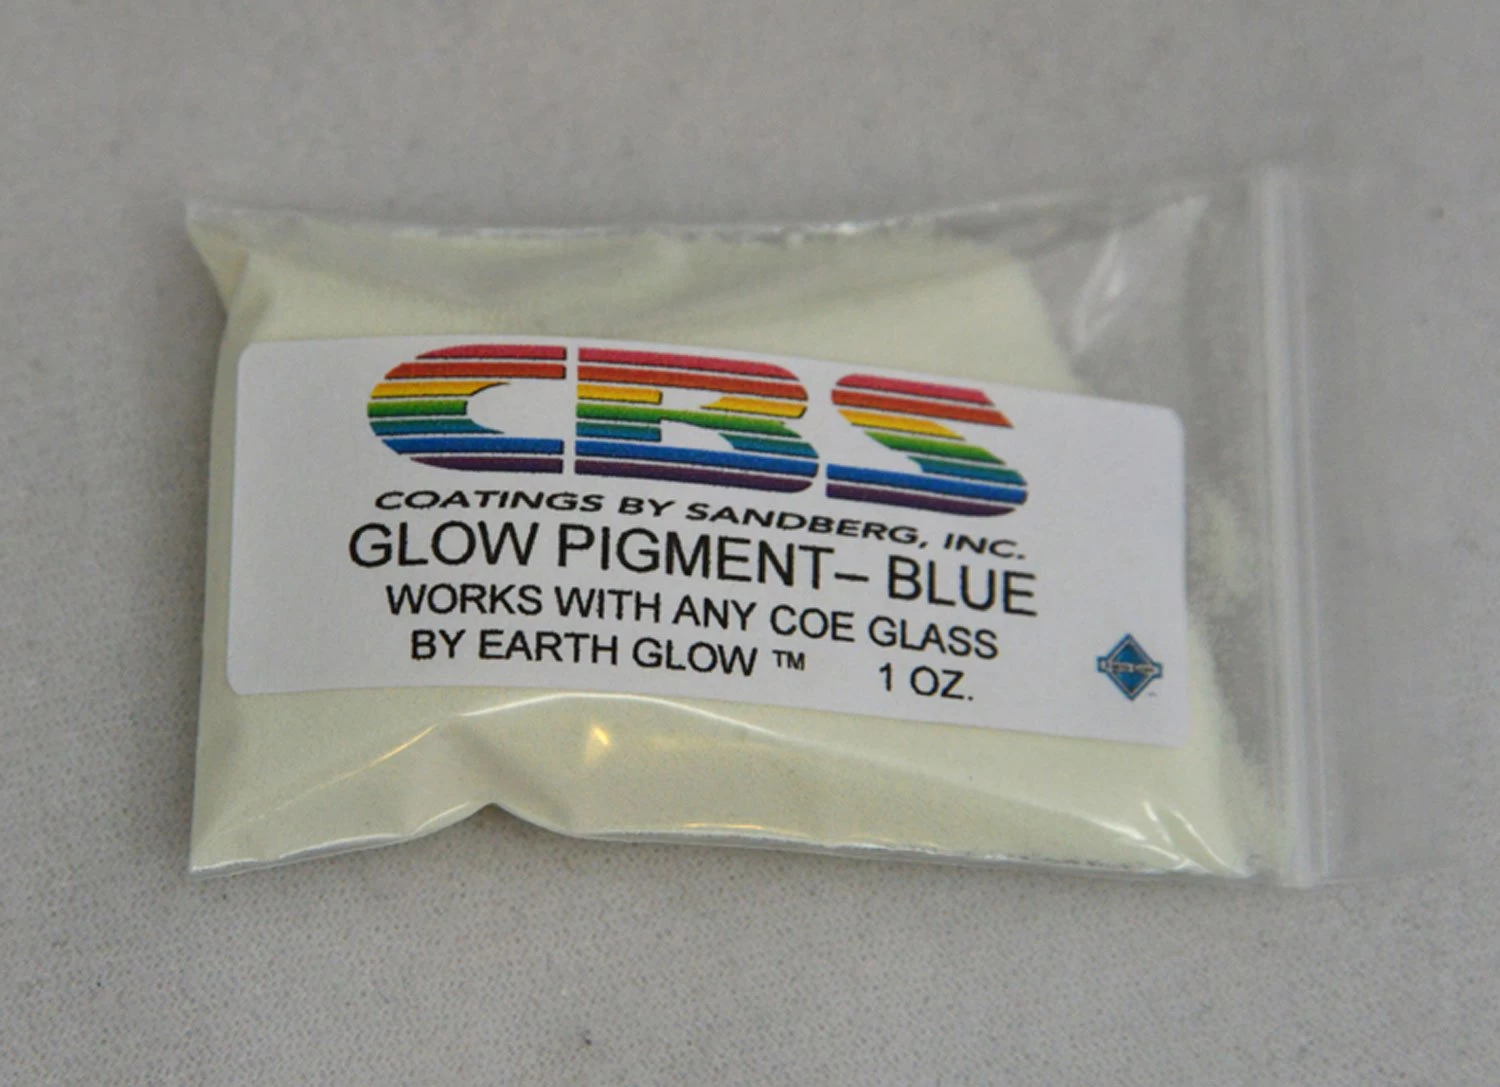 CBS
COATINGS BY SANDBERG, INC.
GLOW PIGMENT– BLUE
WORKS WITH ANY COE GLASS
BY EARTH GLOW ™ 1 OZ.